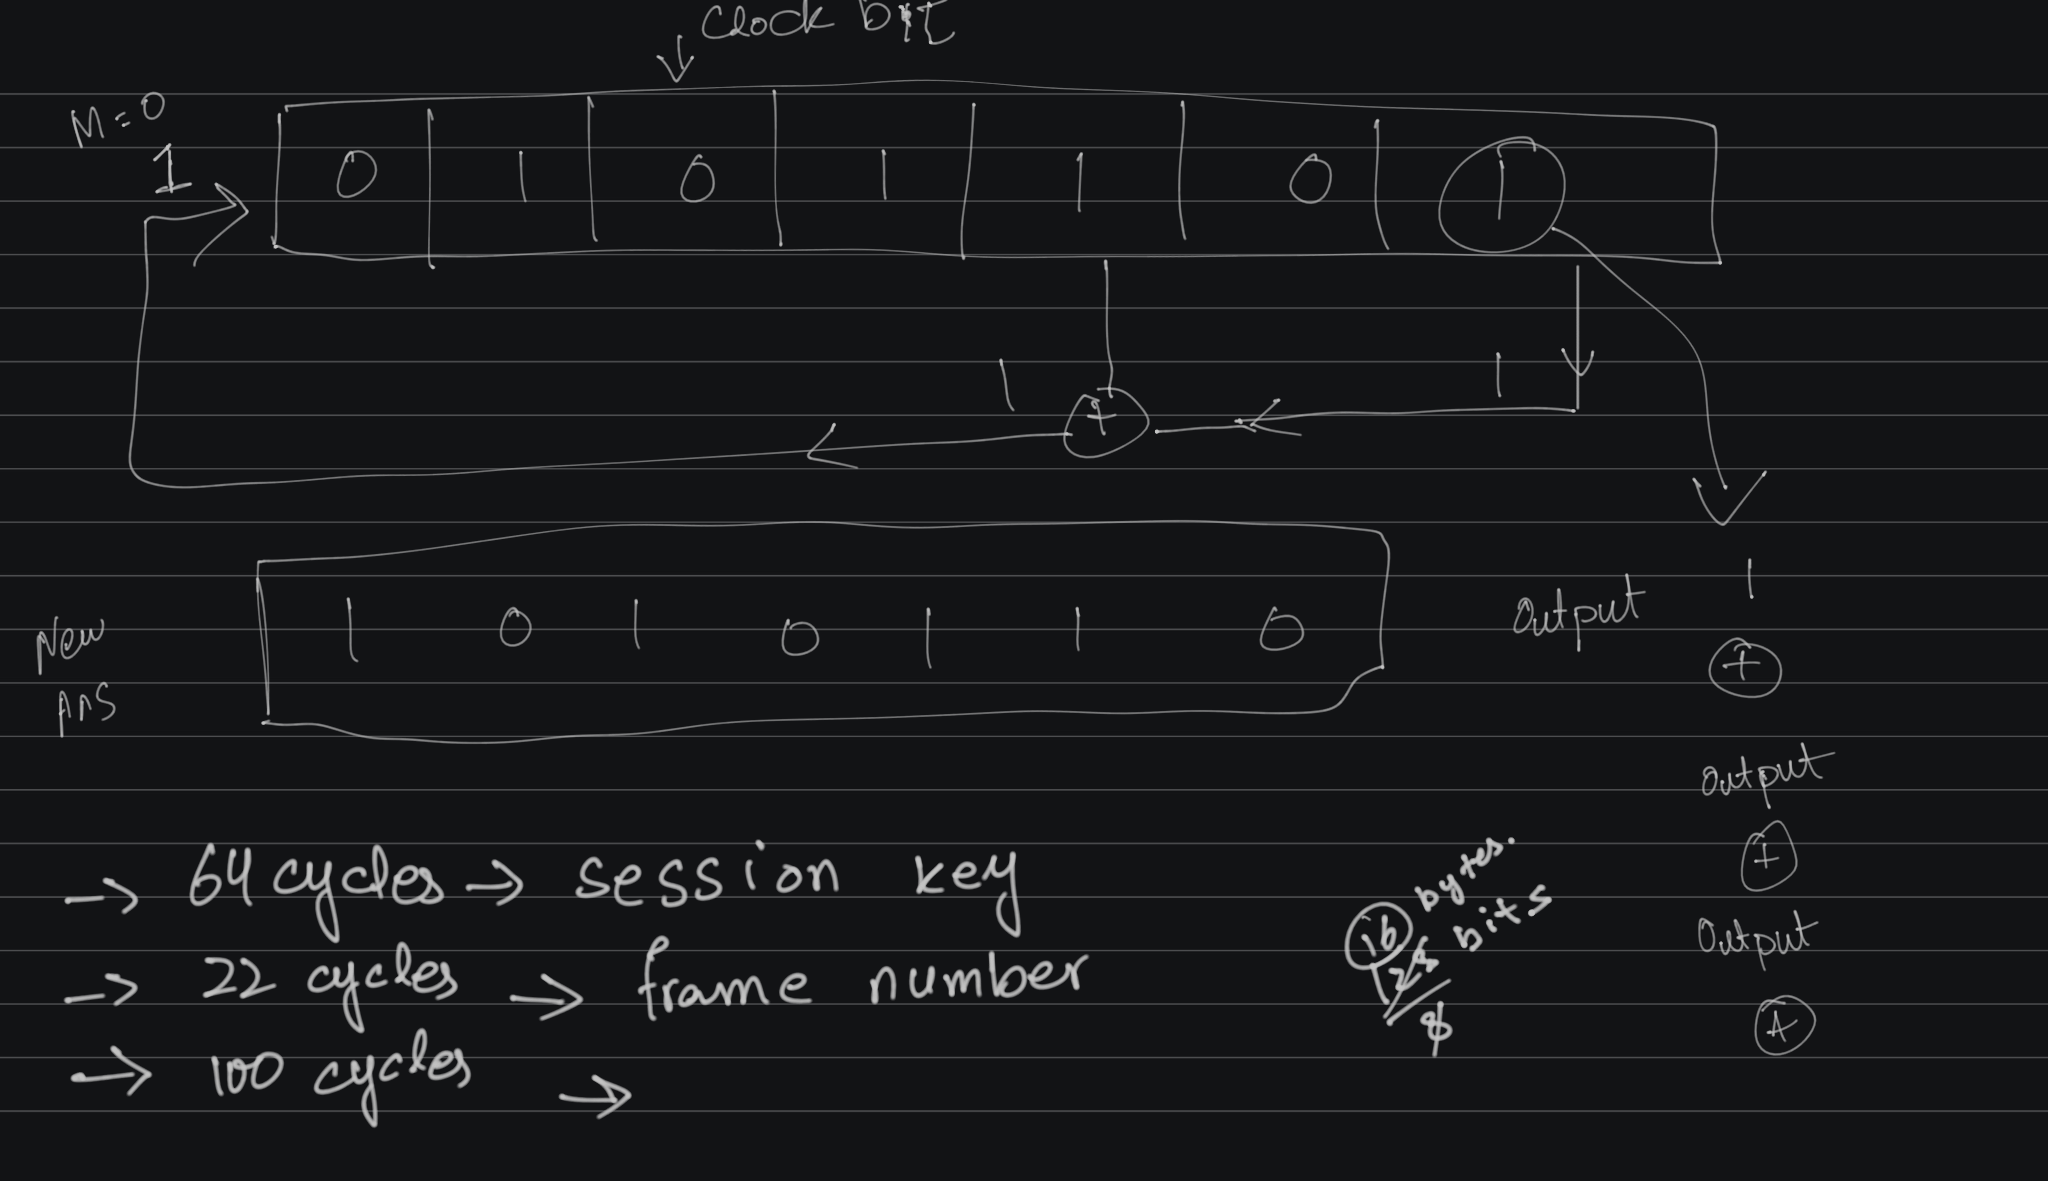 Clock bit
M=0
1
0 1 0 1 1 0 1
1 + 1
New
Ans
1 0 1 0 1 1 0
Output 1
+
Output
+
Output
+
→ 64 cycles → session key
→ 22 cycles → frame number
→ 100 cycles →
16 bytes.
128 bits
8